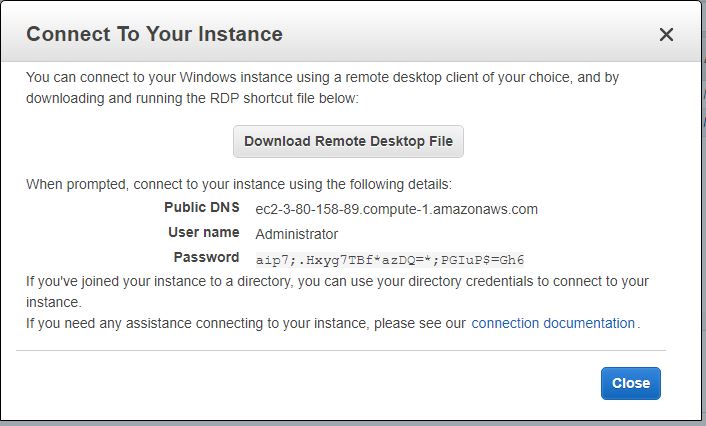 Connect To Your Instance
You can connect to your Windows instance using a remote desktop client of your choice, and by
downloading and running the RDP shortcut file below:
Download Remote Desktop File
When prompted, connect to your instance using the following details:
Public DNS ec2-3-80-158-89.compute-1.amazonaws.com
User name Administrator
Password aip7;.Hxyg7TBf*azDQ=*;PGIuP$=Gh6
If you've joined your instance to a directory, you can use your directory credentials to connect to your
instance.
If you need any assistance connecting to your instance, please see our connection documentation.
Close